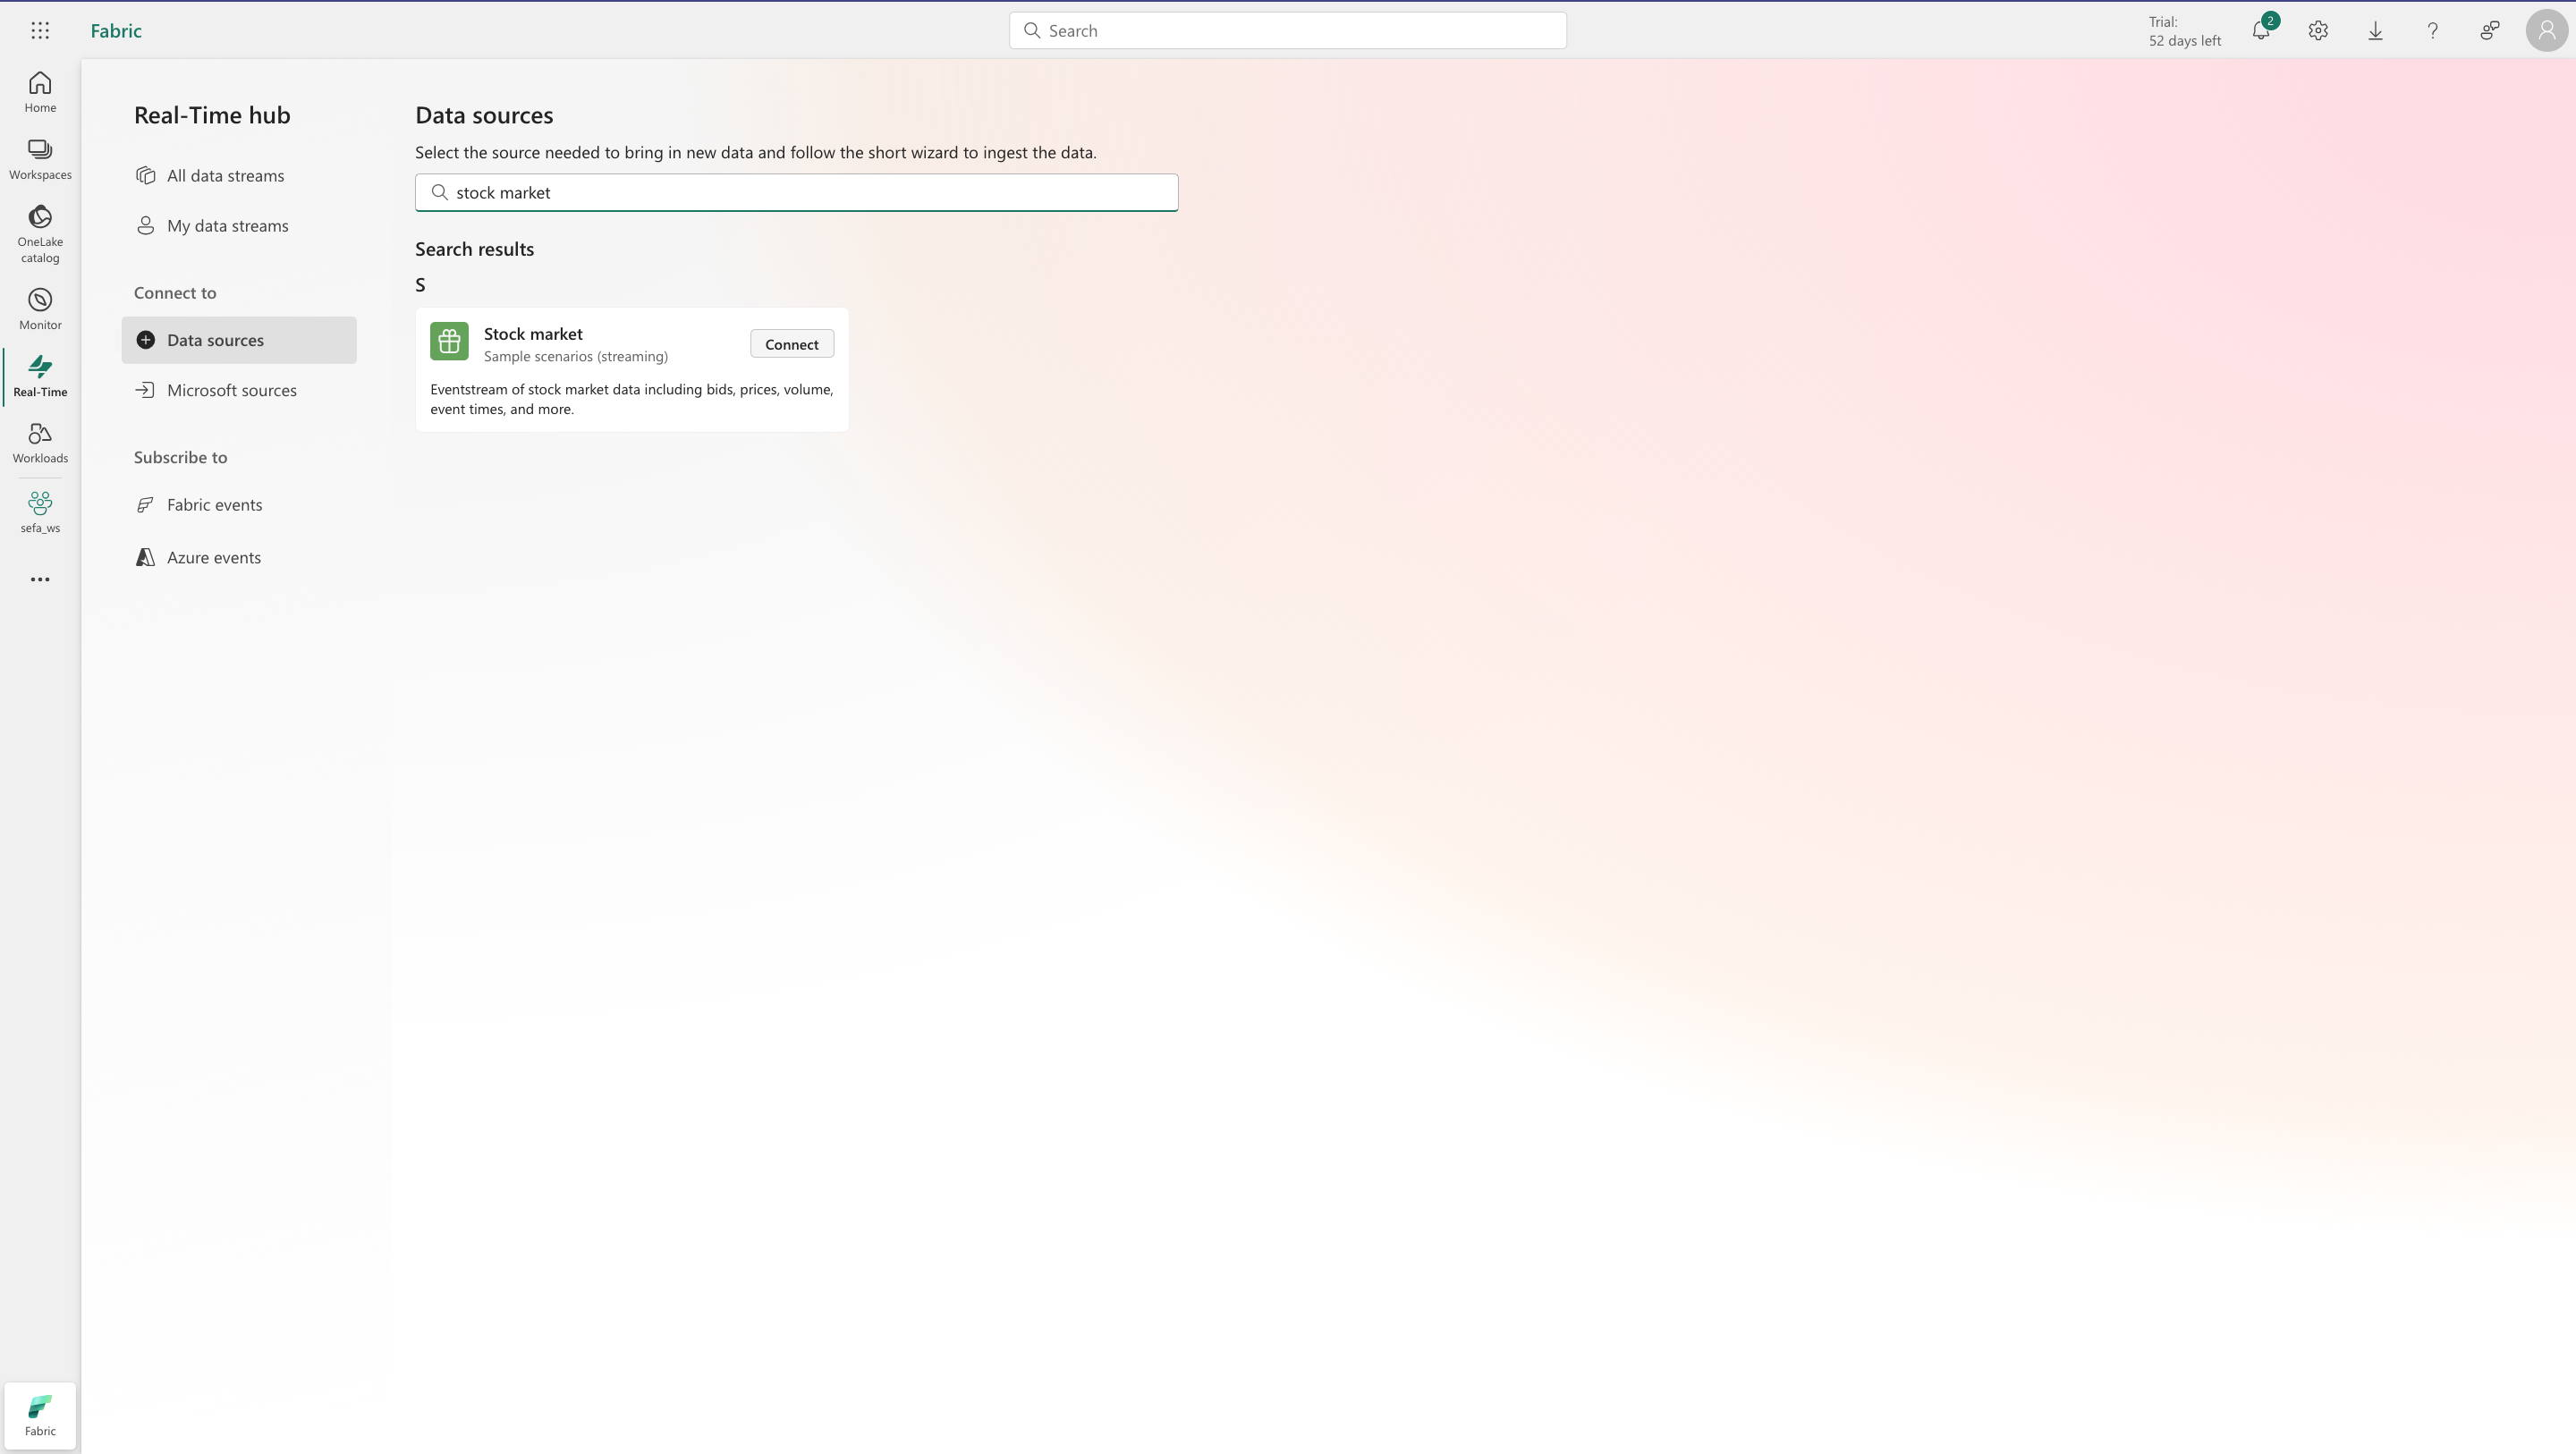 Fabric
Search
Trial:
52 days left
2
Home
Workspaces
OneLake
catalog
Monitor
Real-Time
Workloads
sefa_ws
Fabric
Real-Time hub
All data streams
My data streams
Connect to
Data sources
Microsoft sources
Subscribe to
Fabric events
Azure events
Data sources
Select the source needed to bring in new data and follow the short wizard to ingest the data.
stock market
Search results
S
Stock market
Sample scenarios (streaming)
Connect
Eventstream of stock market data including bids, prices, volume,
event times, and more.